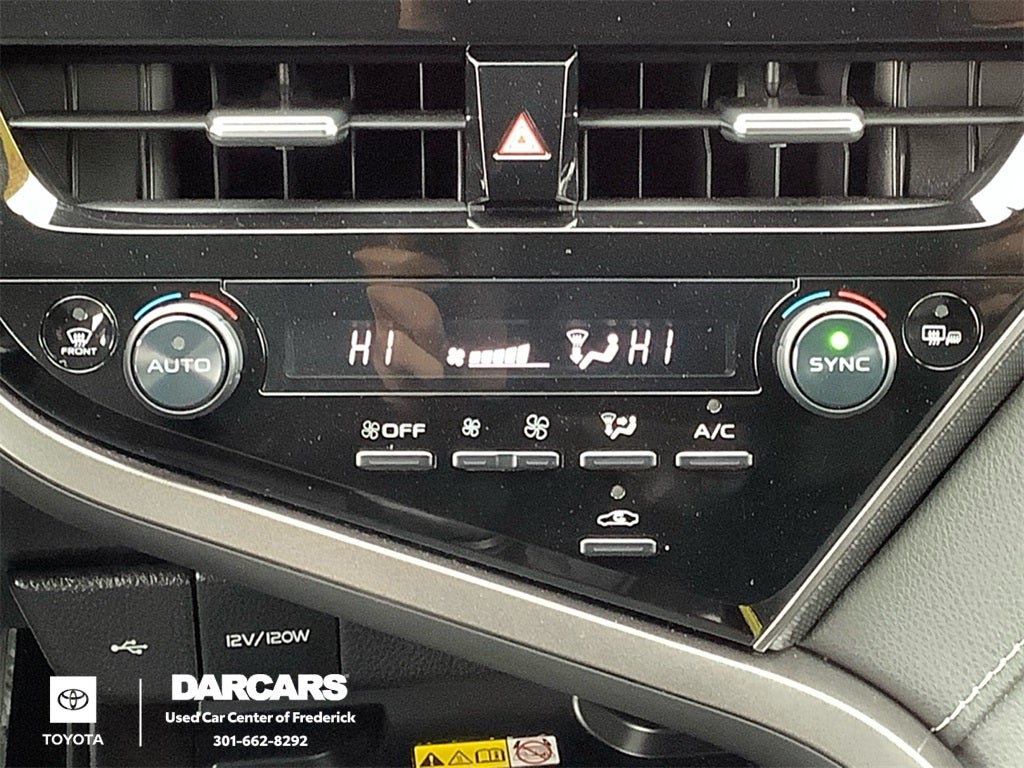 HI HI
FRONT
AUTO
SYNC
OFF
A/C
12V/120W
TOYOTA
DARCARS
Used Car Center of Frederick
301-662-8292